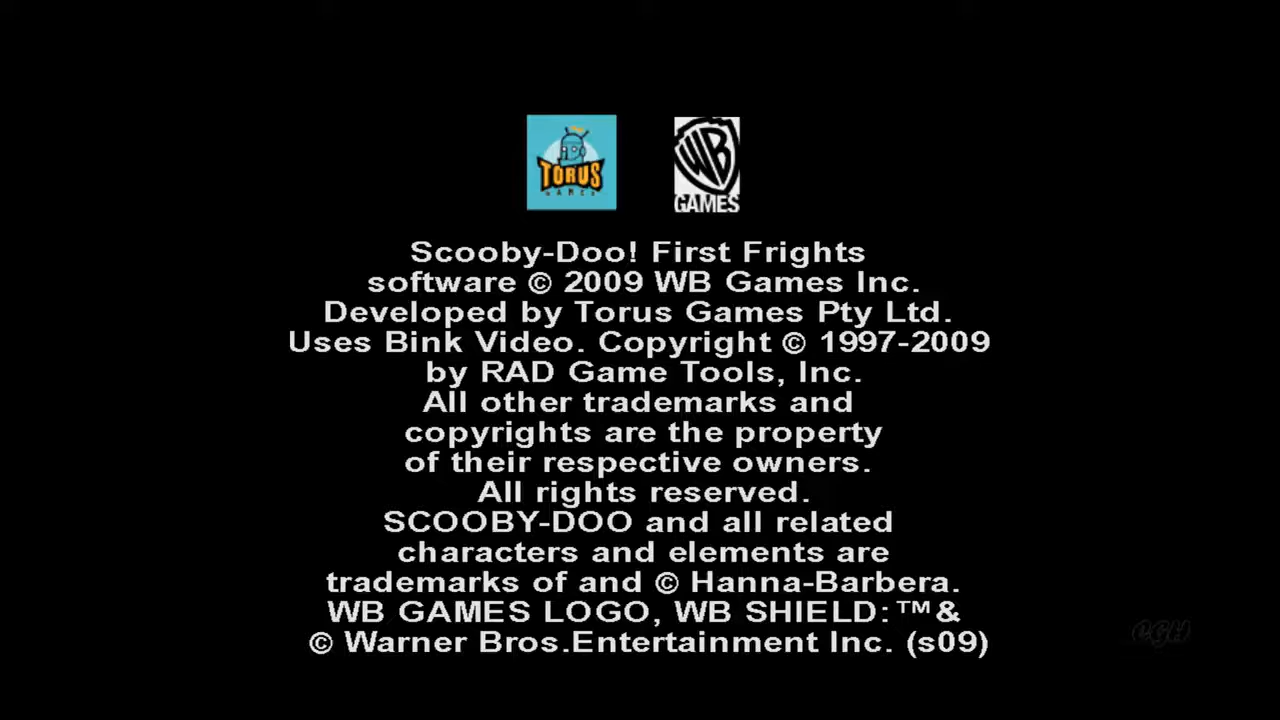 TORUS
GAMES
WB
GAMES
Scooby-Doo! First Frights
software © 2009 WB Games Inc.
Developed by Torus Games Pty Ltd.
Uses Bink Video. Copyright © 1997-2009
by RAD Game Tools, Inc.
All other trademarks and
copyrights are the property
of their respective owners.
All rights reserved.
SCOOBY-DOO and all related
characters and elements are
trademarks of and © Hanna-Barbera.
WB GAMES LOGO, WB SHIELD:™&
© Warner Bros.Entertainment Inc. (s09)
CGH